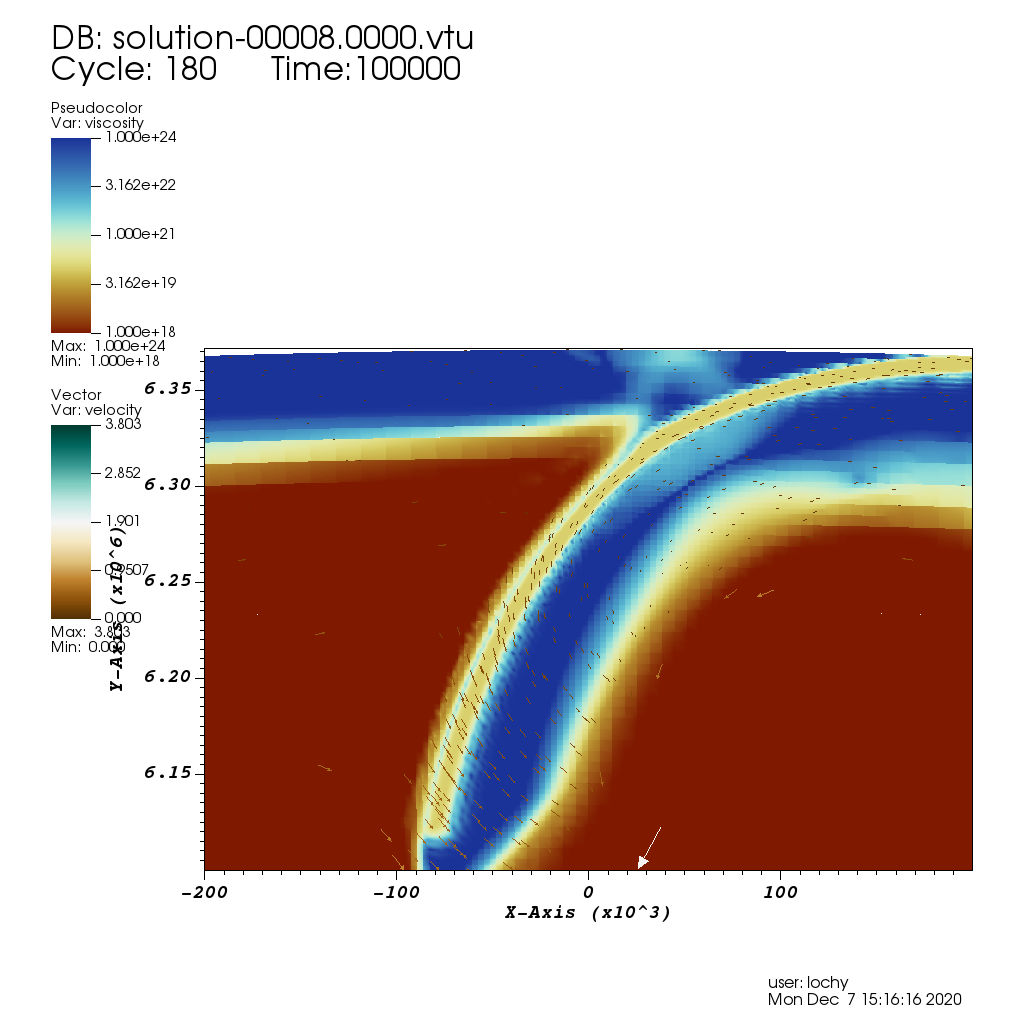 DB: solution-00008.0000.vtu
Cycle: 180 Time:100000
Pseudocolor
Var: viscosity
1.000e+24
3.162e+22
1.000e+21
3.162e+19
1.000e+18
Max: 1.000e+24
Min: 1.000e+18
Vector
Var: velocity
3.803
2.852
1.901
0.9507
0.000
Max: 3.803
Min: 0.000
Y-Axis (x10^6)
6.35
6.30
6.25
6.20
6.15
-200 -100 0 100
X-Axis (x10^3)
user: lochy
Mon Dec 7 15:16:16 2020